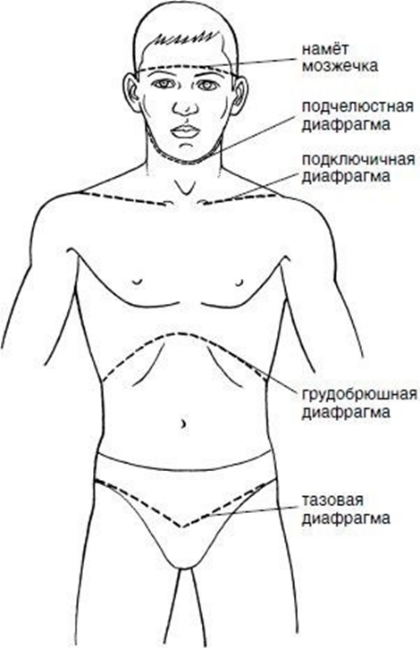 намёт
мозжечка
подчелюстная
диафрагма
подключичная
диафрагма
грудобрюшная
диафрагма
тазовая
диафрагма